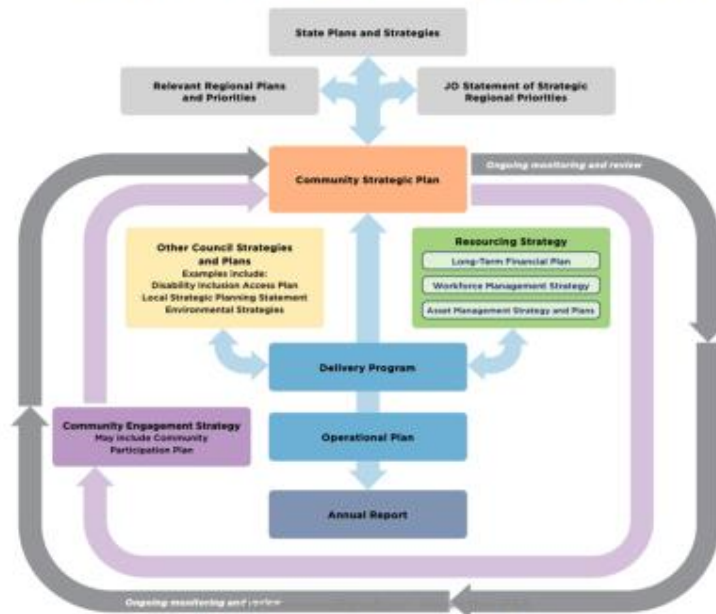 State Plans and Strategies
Relevant Regional Plans
and Priorities
JO Statement of Strategic
Regional Priorities
Ongoing monitoring and review
Community Strategic Plan
Other Council Strategies
and Plans
Examples include:
Disability Inclusion Access Plan
Local Strategic Planning Statement
Environmental Strategies
Resourcing Strategy
Long-Term Financial Plan
Workforce Management Strategy
Asset Management Strategy and Plans
Delivery Program
Community Engagement Strategy
May include Community
Participation Plan
Operational Plan
Annual Report
Ongoing monitoring and review